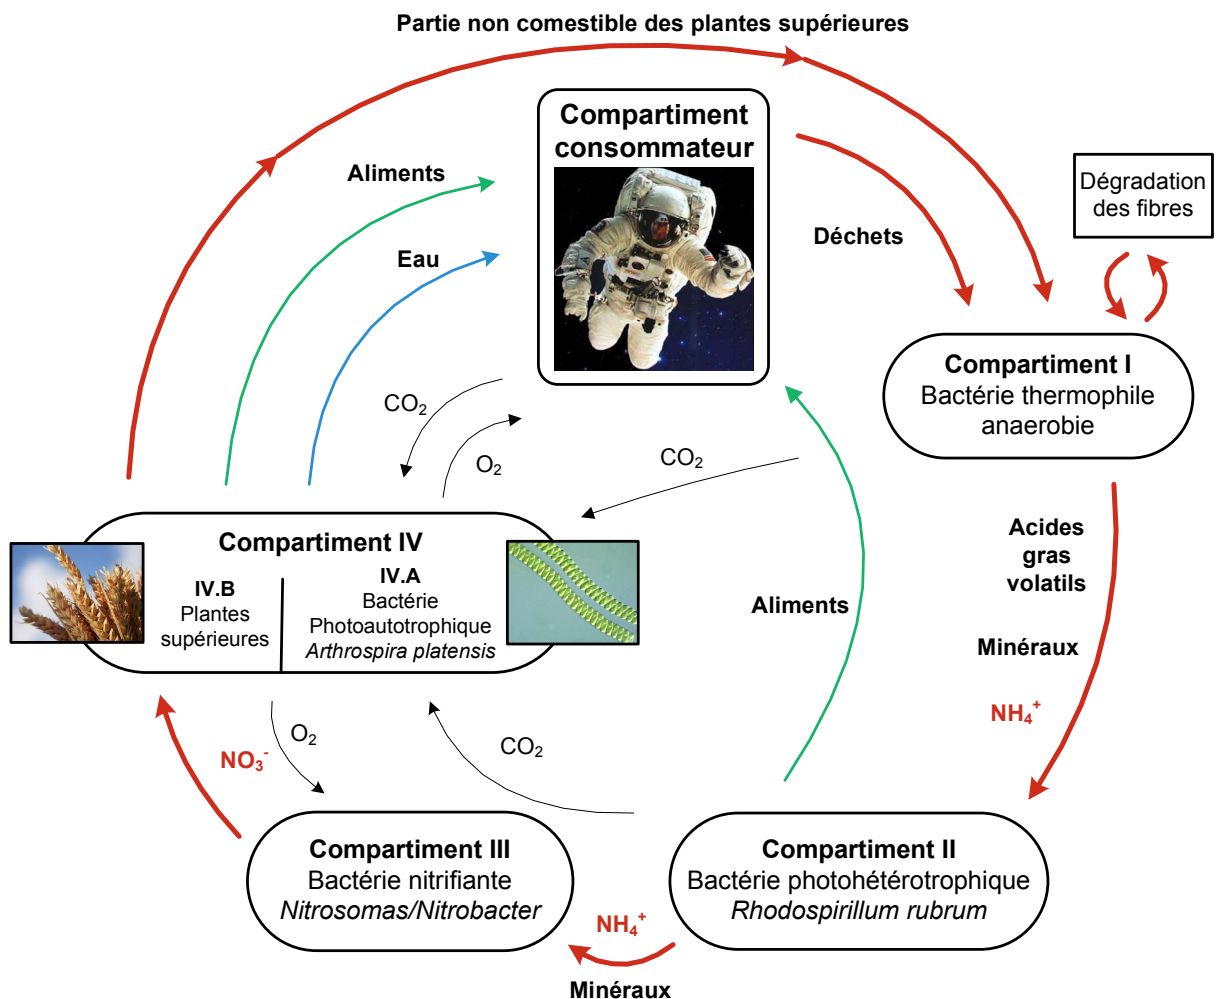 Partie non comestible des plantes supérieures
Compartiment
consommateur
Aliments
Eau
Déchets
Dégradation
des fibres
Compartiment I
Bactérie thermophile
anaerobie
CO₂
O₂
CO₂
Acides
gras
volatils
Minéraux
NH₄⁺
Compartiment IV
IV.B
Plantes
supérieures
IV.A
Bactérie
Photoautotrophique
Arthrospira platensis
Aliments
NO₃⁻
O₂
CO₂
Compartiment III
Bactérie nitrifiante
Nitrosomas/Nitrobacter
Compartiment II
Bactérie photohétérotrophique
Rhodospirillum rubrum
NH₄⁺
Minéraux